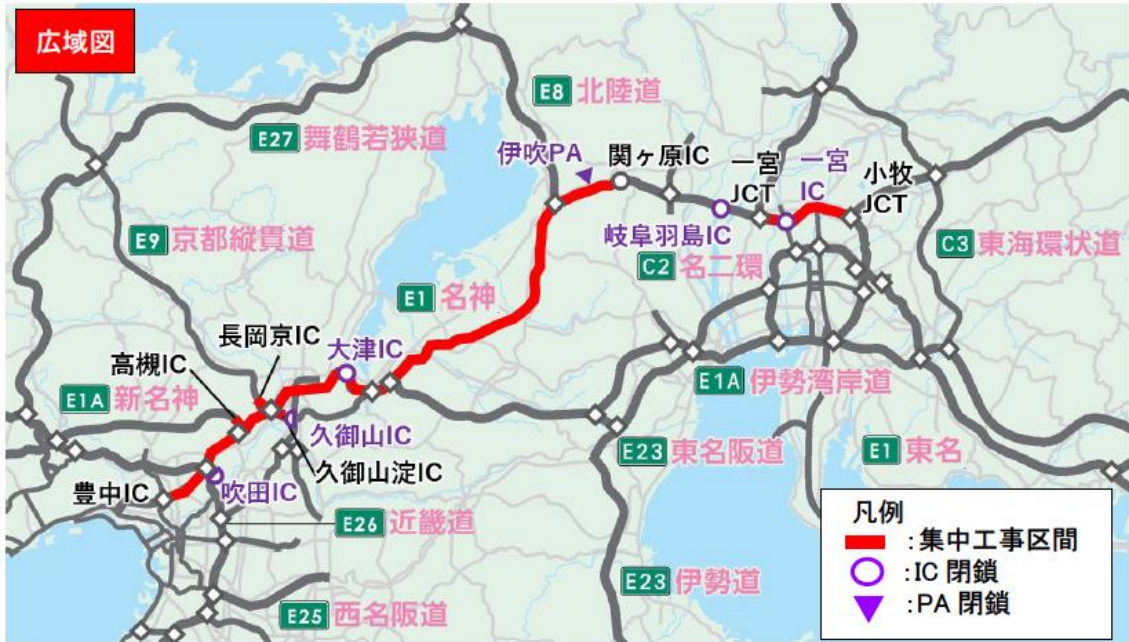 広域図
E8 北陸道
E27 舞鶴若狭道
伊吹PA
関ヶ原IC
一宮
JCT
一宮
IC
小牧
JCT
岐阜羽島IC
E9 京都縦貫道
C2 名二環
C3 東海環状道
E1 名神
長岡京IC
大津IC
高槻IC
E1A 新名神
E1A 伊勢湾岸道
久御山IC
久御山淀IC
E23 東名阪道
E1 東名
豊中IC
吹田IC
E26 近畿道
E23 伊勢道
E25 西名阪道
凡例
:集中工事区間
:IC 閉鎖
:PA 閉鎖